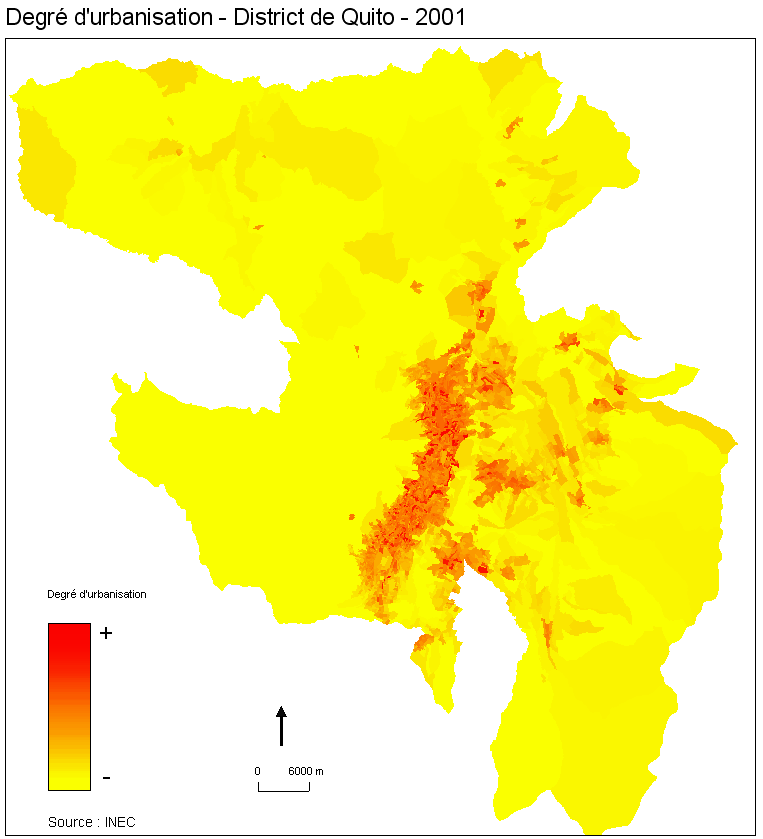 Degré d'urbanisation - District de Quito - 2001
Degré d'urbanisation
+
-
0 6000 m
Source : INEC